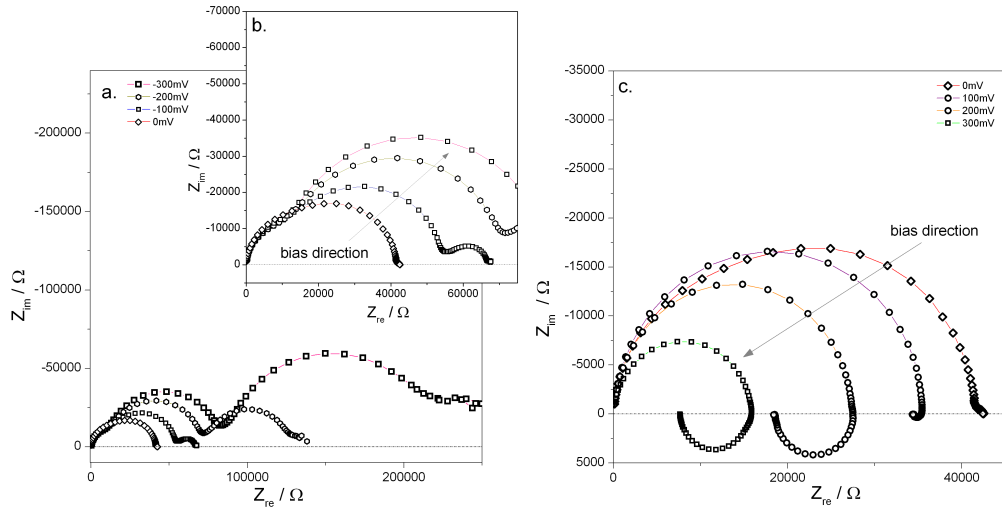 a.
-300mV
-200mV
-100mV
0mV
Z_im / Ω
-200000
-150000
-100000
-50000
0
0
100000
200000
Z_re / Ω
b.
Z_im / Ω
-70000
-60000
-50000
-40000
-30000
-20000
-10000
0
bias direction
0
20000
40000
60000
Z_re / Ω
c.
0mV
100mV
200mV
300mV
bias direction
Z_im / Ω
-35000
-30000
-25000
-20000
-15000
-10000
-5000
0
5000
0
10000
20000
30000
40000
Z_re / Ω